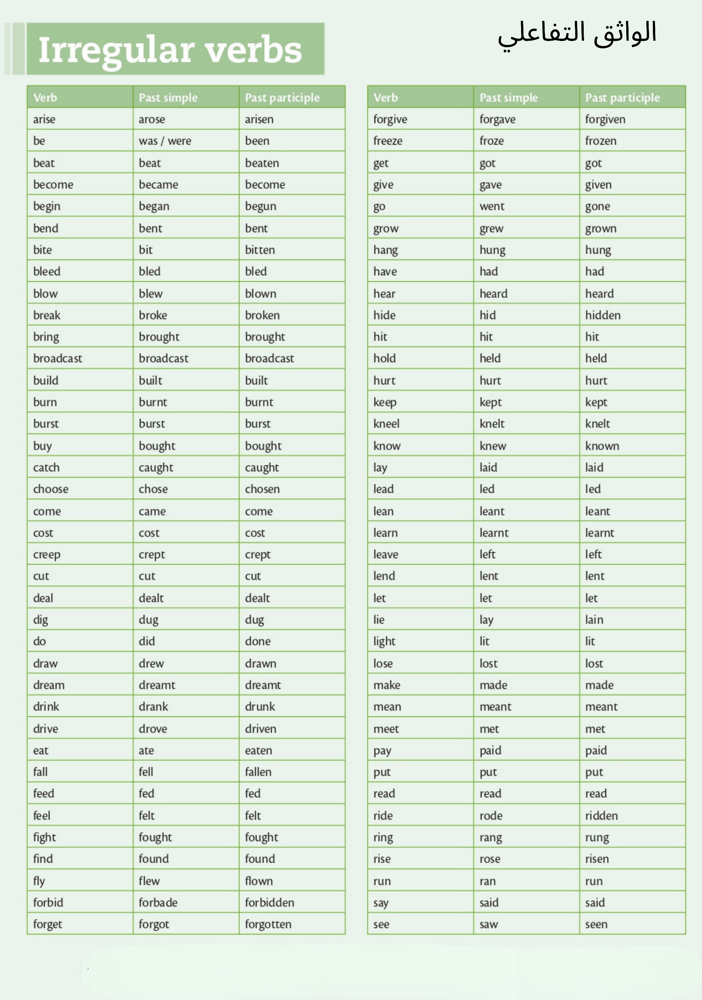 Irregular verbs
الواثق التفاعلي
Verb Past simple Past participle
arise arose arisen
be was / were been
beat beat beaten
become became become
begin began begun
bend bent bent
bite bit bitten
bleed bled bled
blow blew blown
break broke broken
bring brought brought
broadcast broadcast broadcast
build built built
burn burnt burnt
burst burst burst
buy bought bought
catch caught caught
choose chose chosen
come came come
cost cost cost
creep crept crept
cut cut cut
deal dealt dealt
dig dug dug
do did done
draw drew drawn
dream dreamt dreamt
drink drank drunk
drive drove driven
eat ate eaten
fall fell fallen
feed fed fed
feel felt felt
fight fought fought
find found found
fly flew flown
forbid forbade forbidden
forget forgot forgotten
Verb Past simple Past participle
forgive forgave forgiven
freeze froze frozen
get got got
give gave given
go went gone
grow grew grown
hang hung hung
have had had
hear heard heard
hide hid hidden
hit hit hit
hold held held
hurt hurt hurt
keep kept kept
kneel knelt knelt
know knew known
lay laid laid
lead led led
lean leant leant
learn learnt learnt
leave left left
lend lent lent
let let let
lie lay lain
light lit lit
lose lost lost
make made made
mean meant meant
meet met met
pay paid paid
put put put
read read read
ride rode ridden
ring rang rung
rise rose risen
run ran run
say said said
see saw seen